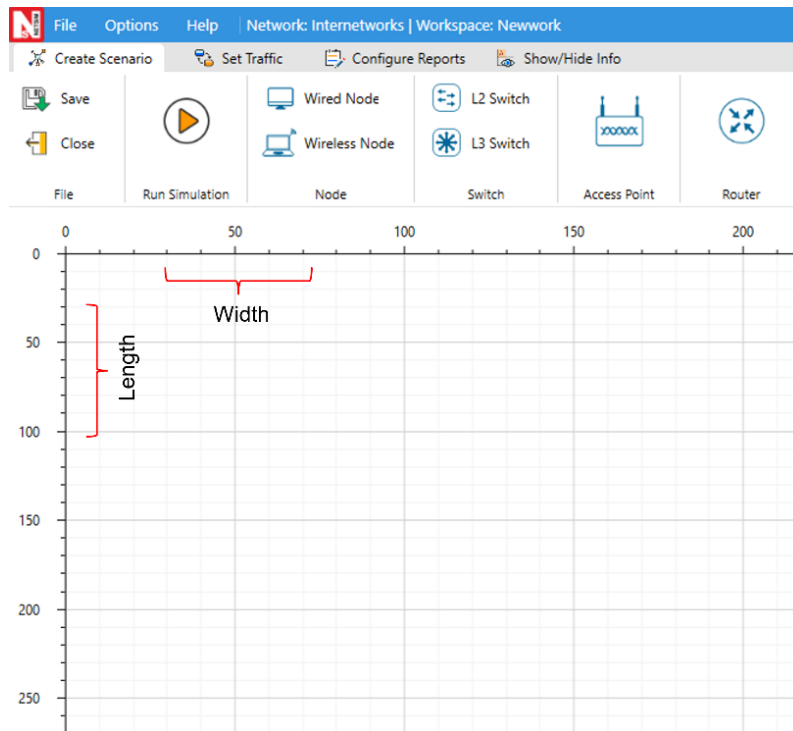 File Options Help Network: Internetworks | Workspace: Newwork
Create Scenario Set Traffic Configure Reports Show/Hide Info
Save Wired Node L2 Switch
Close Wireless Node L3 Switch
File Run Simulation Node Switch Access Point Router
0 50 100 150 200
0
Width
50
Length
100
150
200
250